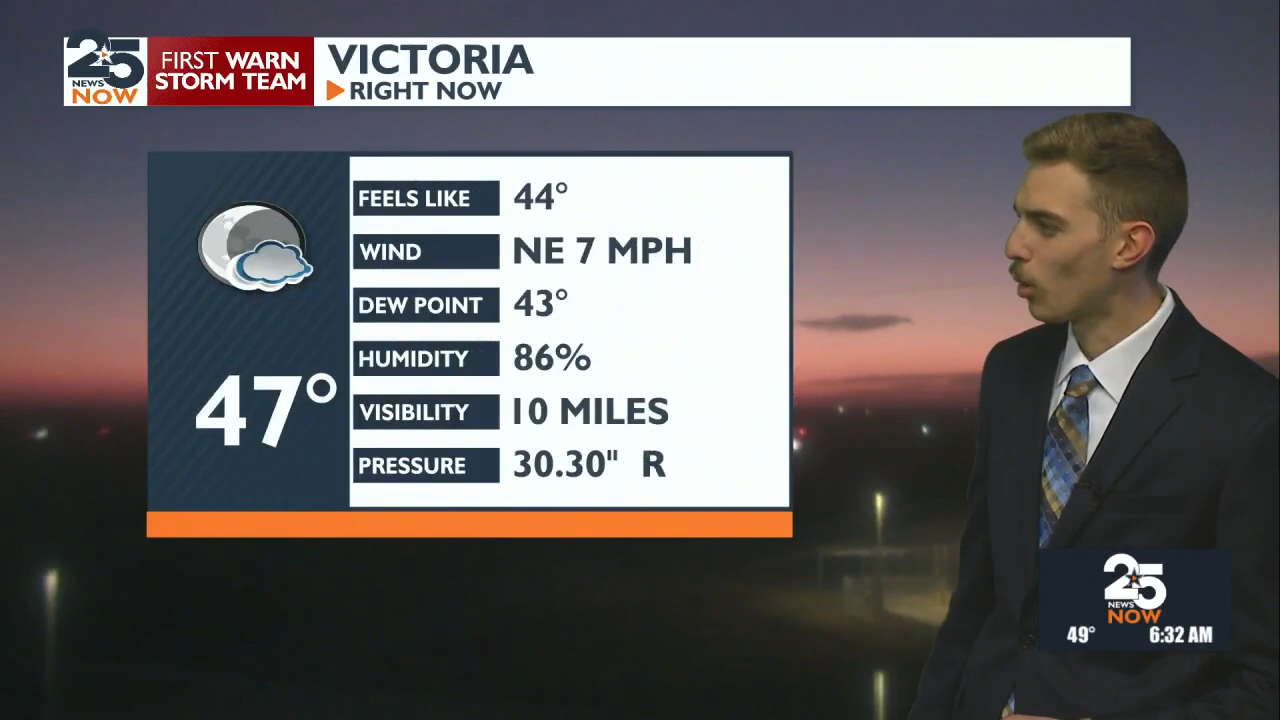 25
NEWS
NOW
FIRST WARN
STORM TEAM
VICTORIA
RIGHT NOW
47°
FEELS LIKE 44°
WIND NE 7 MPH
DEW POINT 43°
HUMIDITY 86%
VISIBILITY 10 MILES
PRESSURE 30.30" R
25
NEWS
NOW
49° 6:32 AM